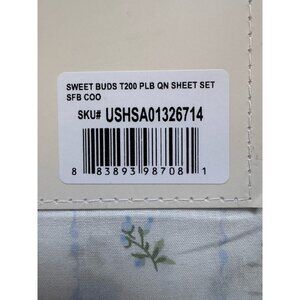 SWEET BUDS T200 PLB QN SHEET SET
SFB COO
SKU# USHSA01326714
8 83893 98708 1